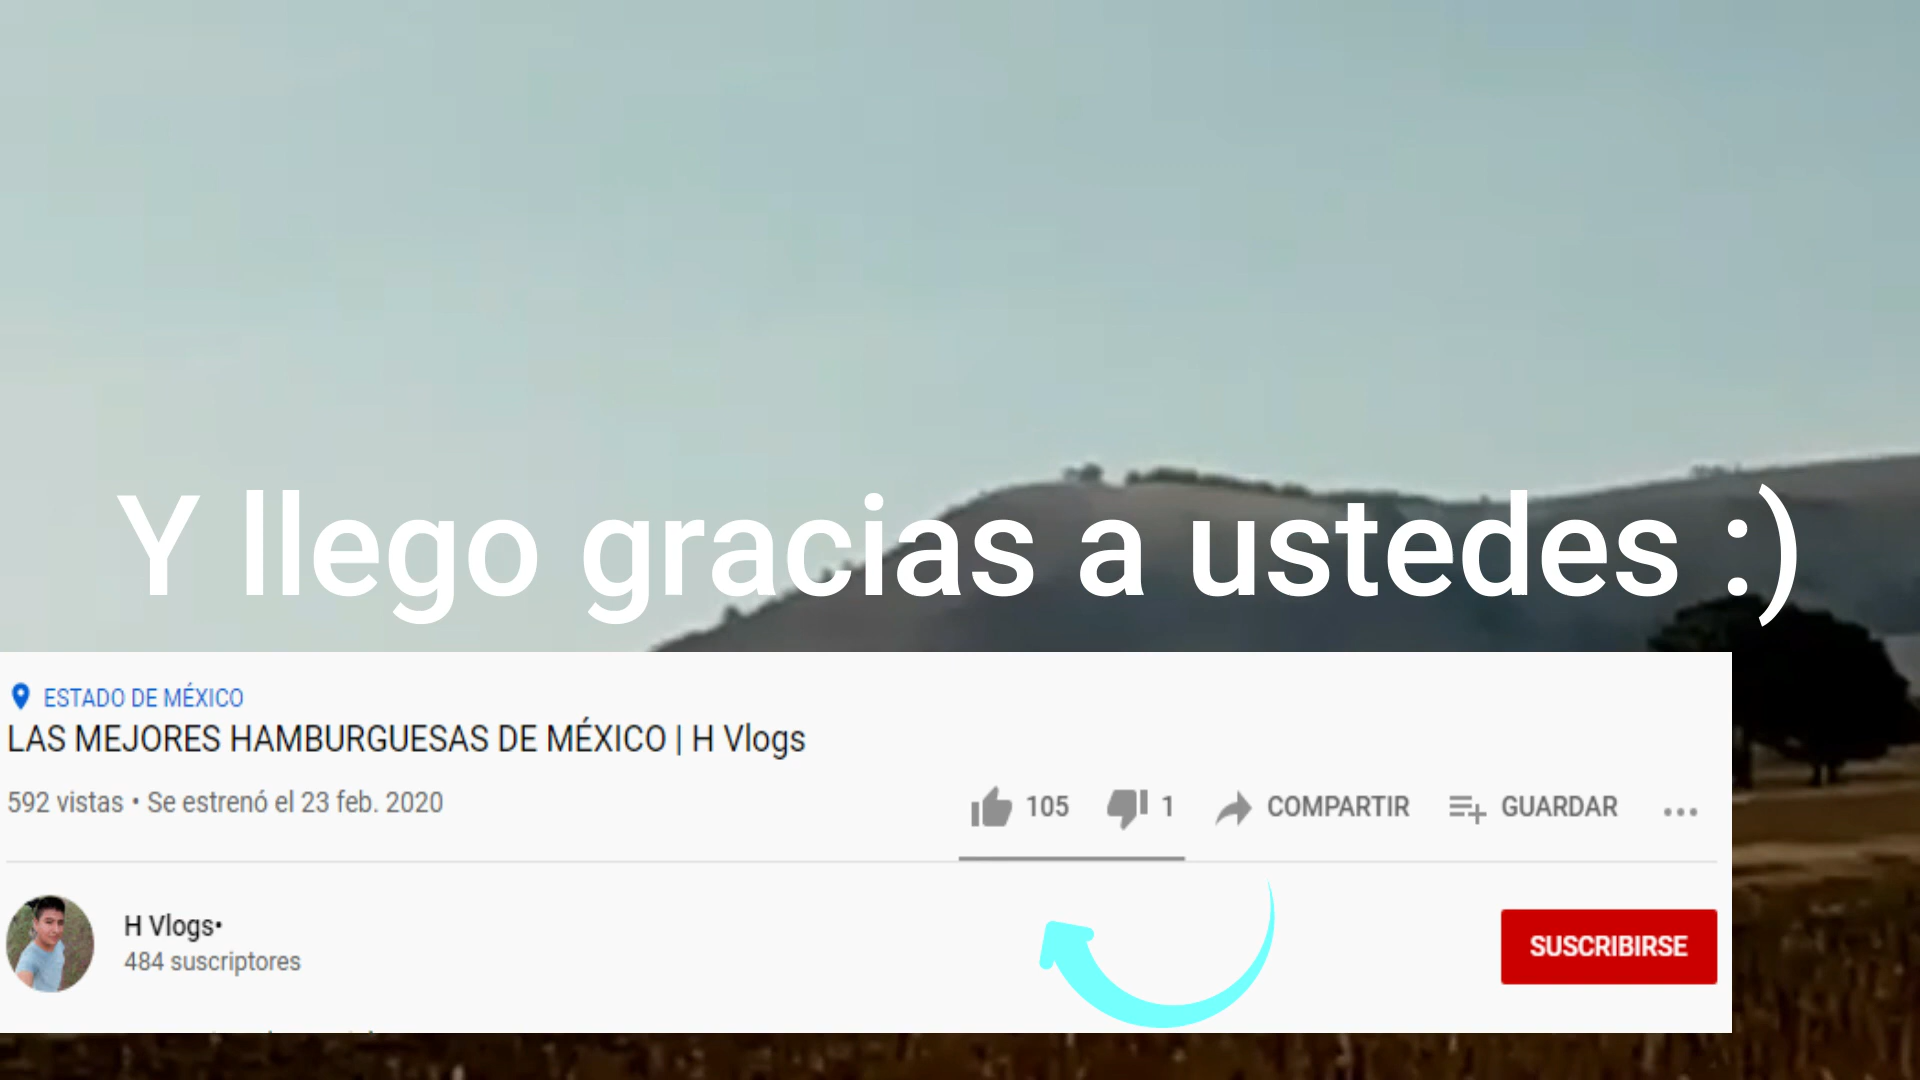 Y llego gracias a ustedes :)
ESTADO DE MÉXICO
LAS MEJORES HAMBURGUESAS DE MÉXICO | H Vlogs
592 vistas • Se estrenó el 23 feb. 2020
105 1 COMPARTIR GUARDAR
H Vlogs•
484 suscriptores
SUSCRIBIRSE